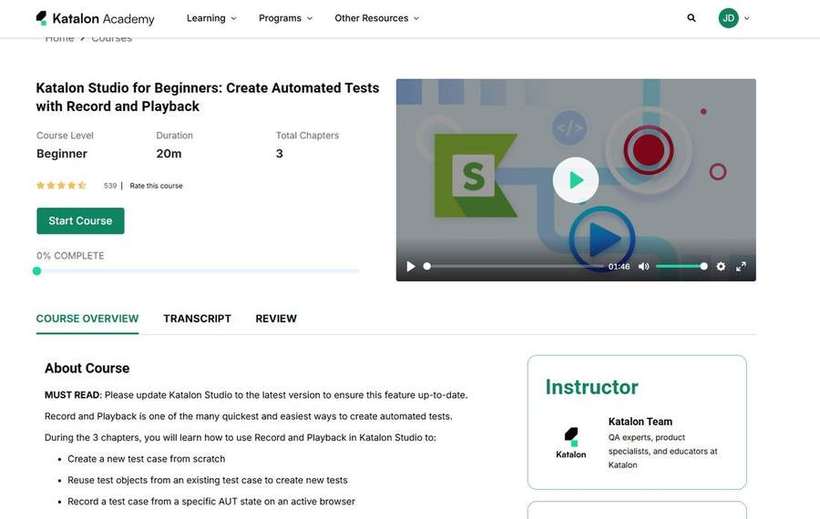 Katalon Academy
Learning
Programs
Other Resources
JD
Home > Courses
Katalon Studio for Beginners: Create Automated Tests
with Record and Playback
Course Level
Duration
Total Chapters
Beginner
20m
3
539 | Rate this course
Start Course
0% COMPLETE
</>
S
01:46
COURSE OVERVIEW
TRANSCRIPT
REVIEW
About Course
MUST READ: Please update Katalon Studio to the latest version to ensure this feature up-to-date.
Record and Playback is one of the many quickest and easiest ways to create automated tests.
During the 3 chapters, you will learn how to use Record and Playback in Katalon Studio to:
• Create a new test case from scratch
• Reuse test objects from an existing test case to create new tests
• Record a test case from a specific AUT state on an active browser
Instructor
Katalon
Katalon Team
QA experts, product
specialists, and educators at
Katalon